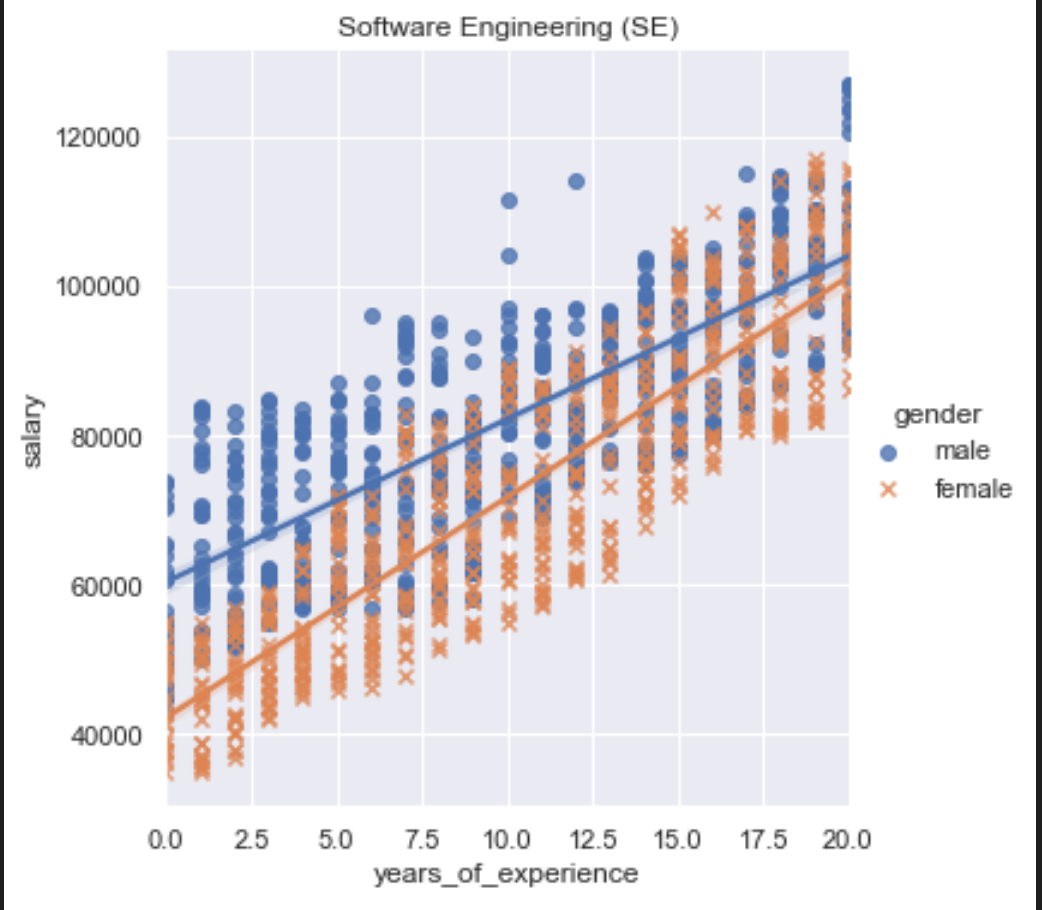 Software Engineering (SE)
120000
100000
80000
60000
40000
salary
0.0 2.5 5.0 7.5 10.0 12.5 15.0 17.5 20.0
years_of_experience
gender
male
female